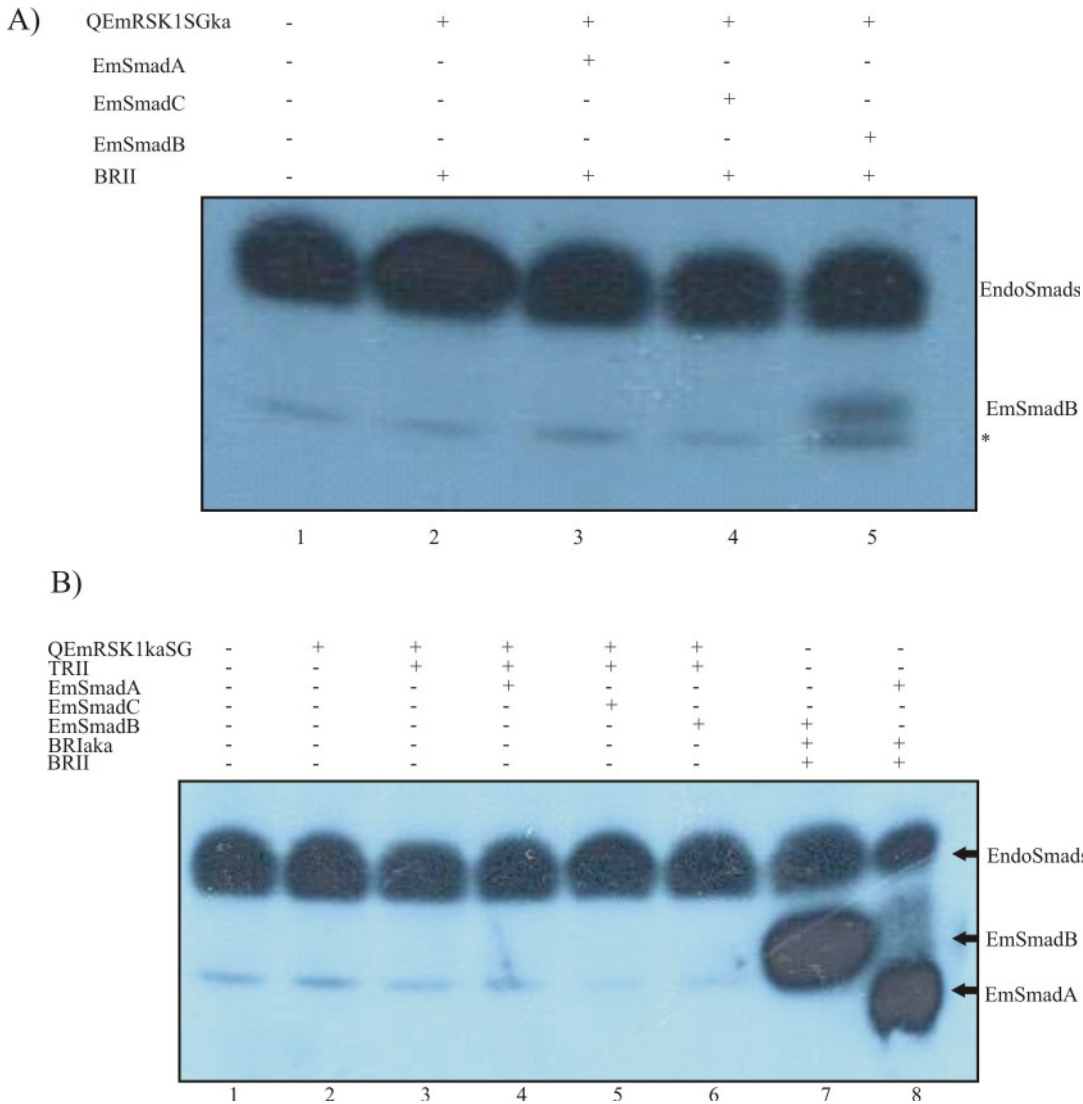 A)
QEmRSK1SGka - + + + +
EmSmadA - - + - -
EmSmadC - - - + -
EmSmadB - - - - +
BRII - + + + +
EndoSmads
EmSmadB
*
1 2 3 4 5
B)
QEmRSK1kaSG - + + + + + - -
TRII - - + + + + - -
EmSmadA - - - + - - - +
EmSmadC - - - - + - - -
EmSmadB - - - - - + + -
BRIaka - - - - - - + +
BRII - - - - - - + +
EndoSmads
EmSmadB
EmSmadA
1 2 3 4 5 6 7 8